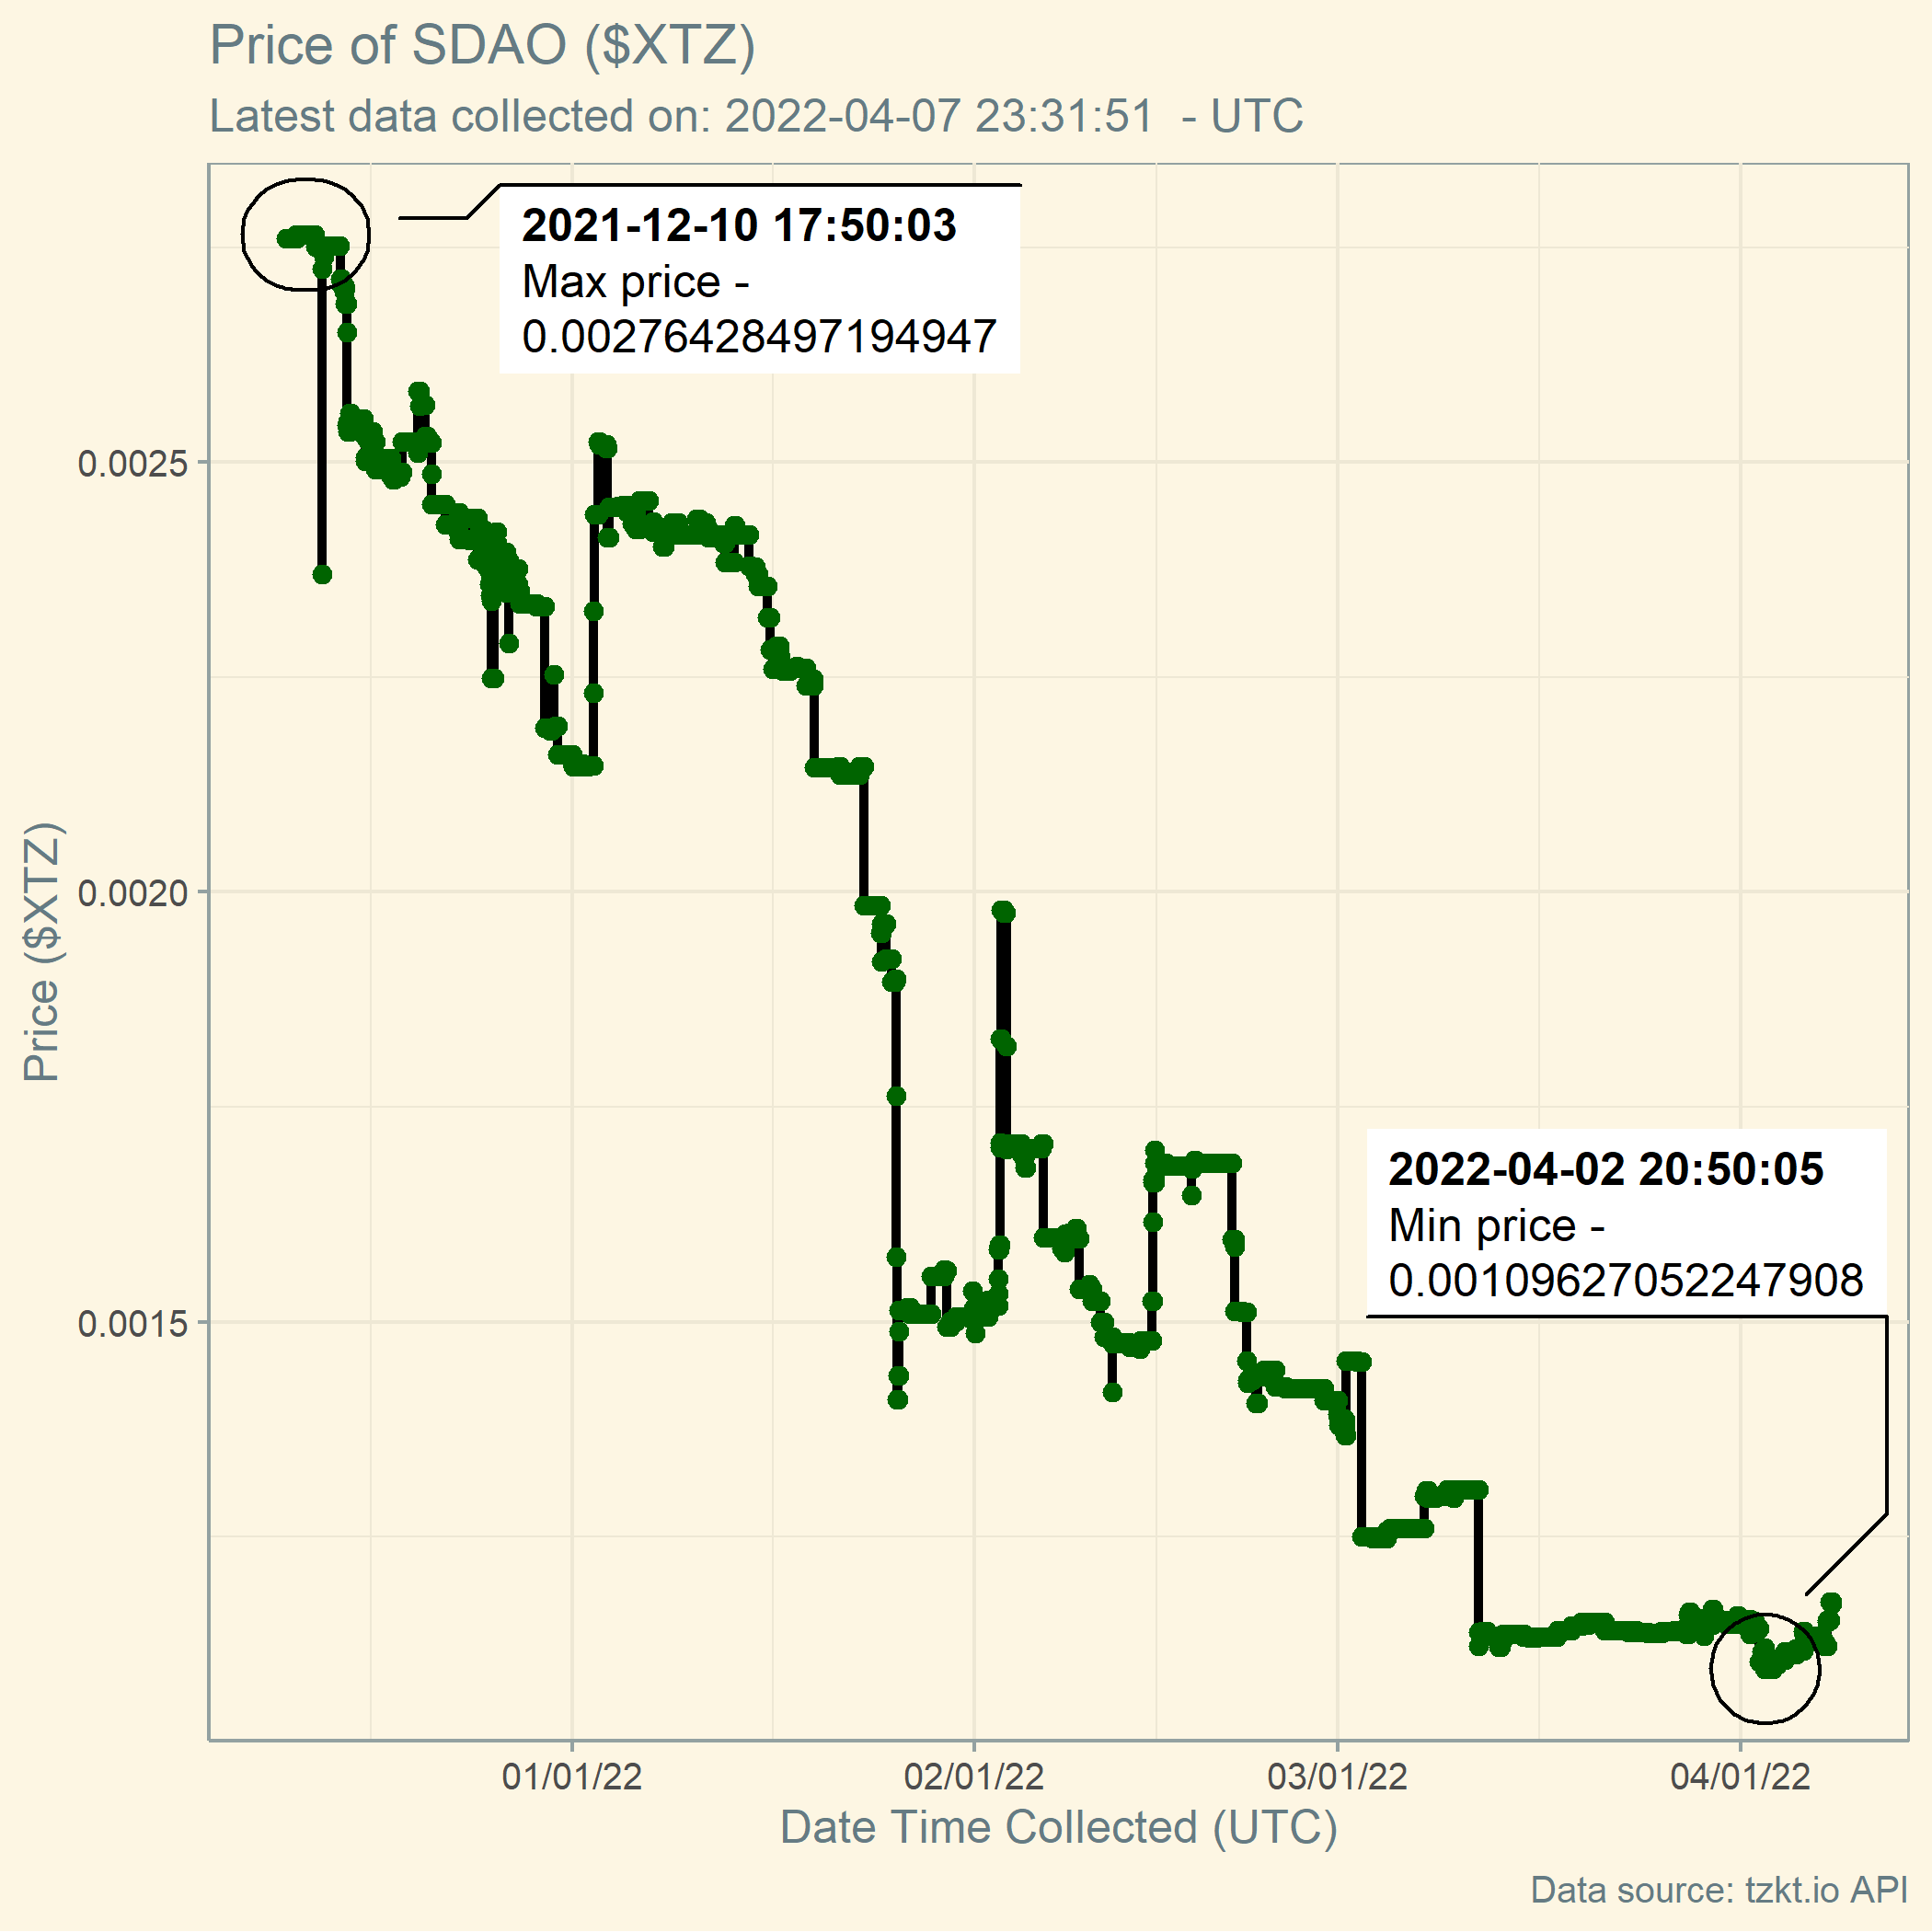 Price of SDAO ($XTZ)
Latest data collected on: 2022-04-07 23:31:51  - UTC
2021-12-10 17:50:03
Max price -
0.00276428497194947
0.0025
0.0020
0.0015
Price ($XTZ)
2022-04-02 20:50:05
Min price -
0.00109627052247908
01/01/22
02/01/22
03/01/22
04/01/22
Date Time Collected (UTC)
Data source: tzkt.io API